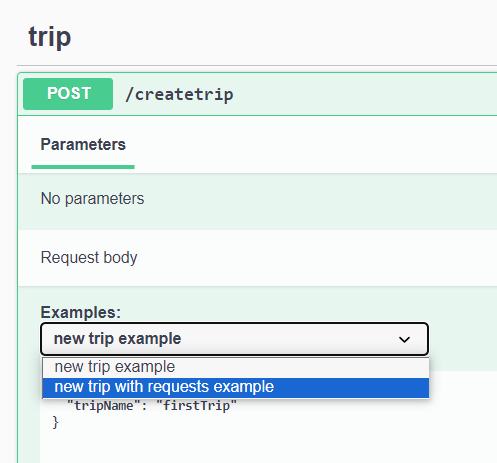 trip
POST /createtrip
Parameters
No parameters
Request body
Examples:
new trip example
new trip example
new trip with requests example
"tripName": "firstTrip"
}